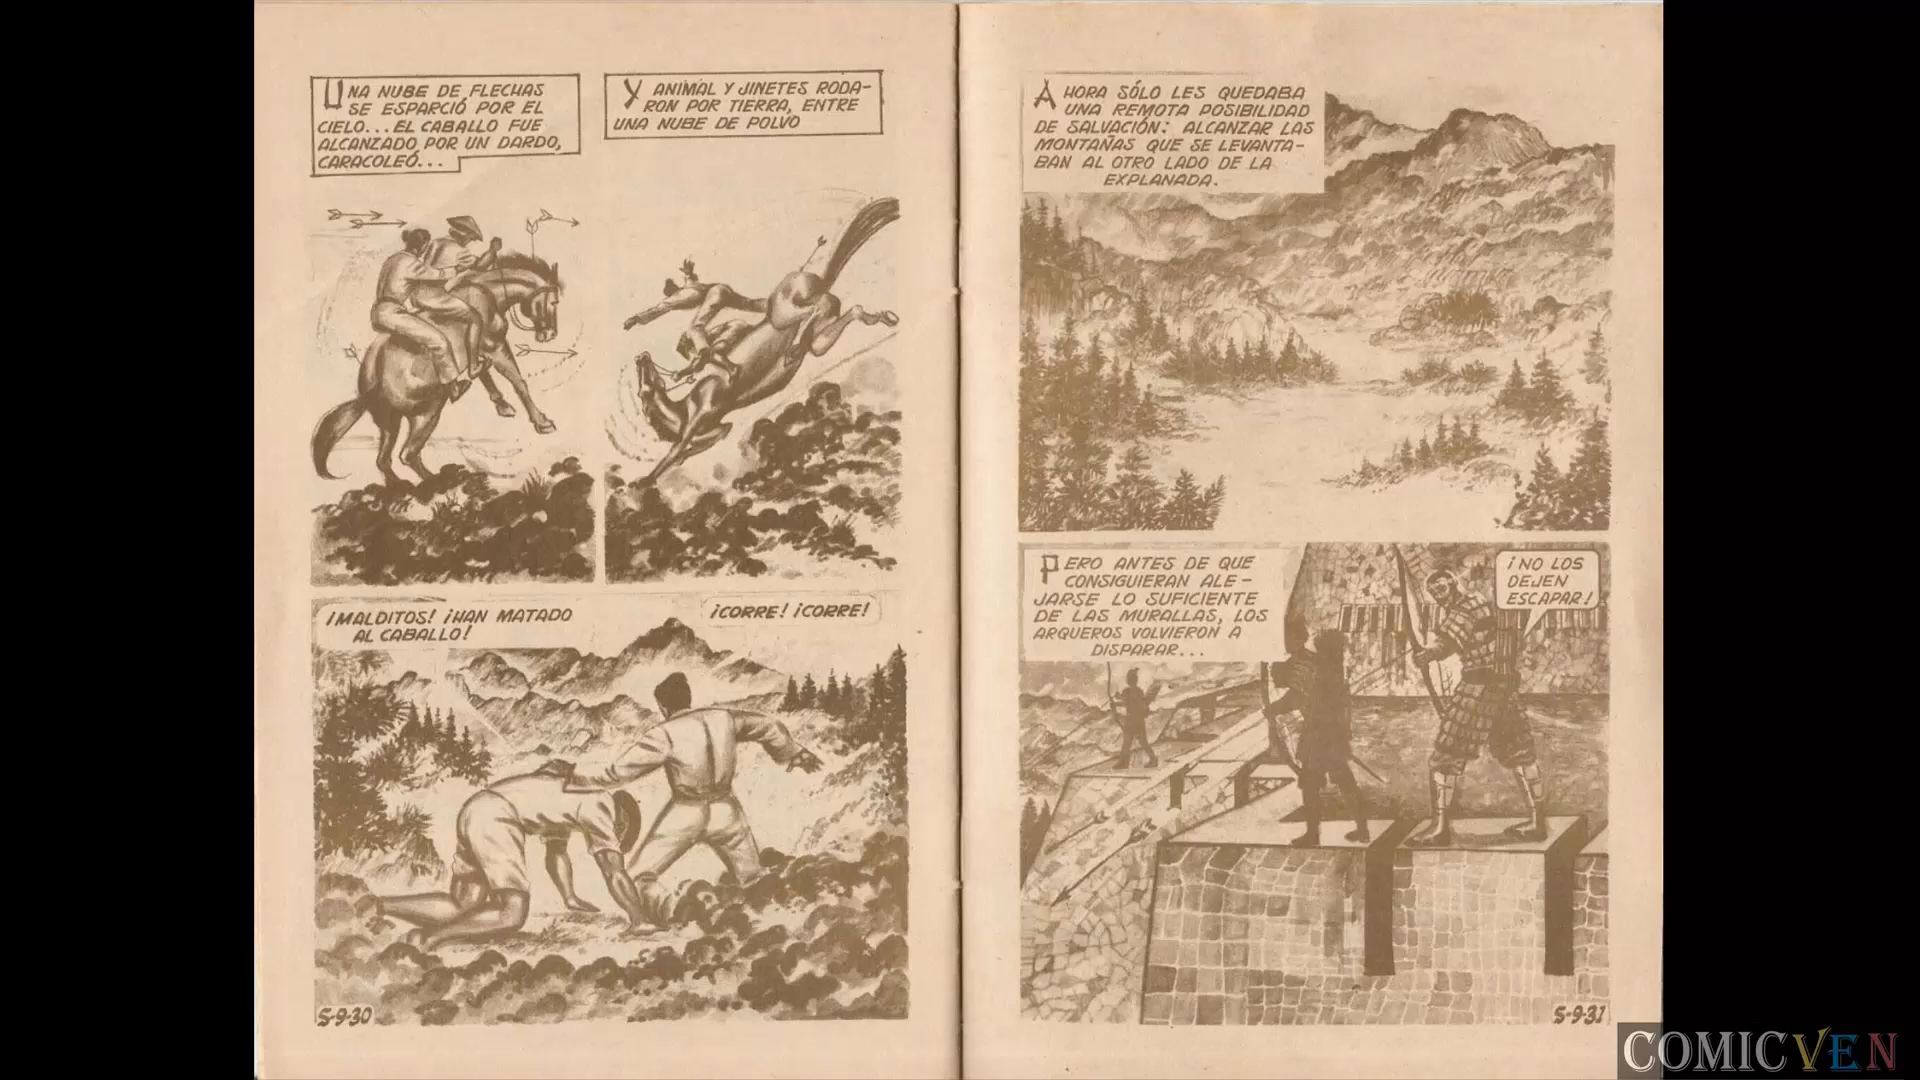 UNA NUBE DE FLECHAS
SE ESPARCIÓ POR EL
CIELO... EL CABALLO FUE
ALCANZADO POR UN DARDO,
CARACOLEÓ...
Y ANIMAL Y JINETES RODA-
RON POR TIERRA, ENTRE
UNA NUBE DE POLVO
¡MALDITOS! ¡HAN MATADO
AL CABALLO!
¡CORRE! ¡CORRE!
5-9-30
AHORA SÓLO LES QUEDABA
UNA REMOTA POSIBILIDAD
DE SALVACIÓN: ALCANZAR LAS
MONTAÑAS QUE SE LEVANTA-
BAN AL OTRO LADO DE LA
EXPLANADA.
PERO ANTES DE QUE
CONSIGUIERAN ALE-
JARSE LO SUFICIENTE
DE LAS MURALLAS, LOS
ARQUEROS VOLVIERON A
DISPARAR...
¡NO LOS
DEJEN
ESCAPAR!
5-9-31
COMICVEN